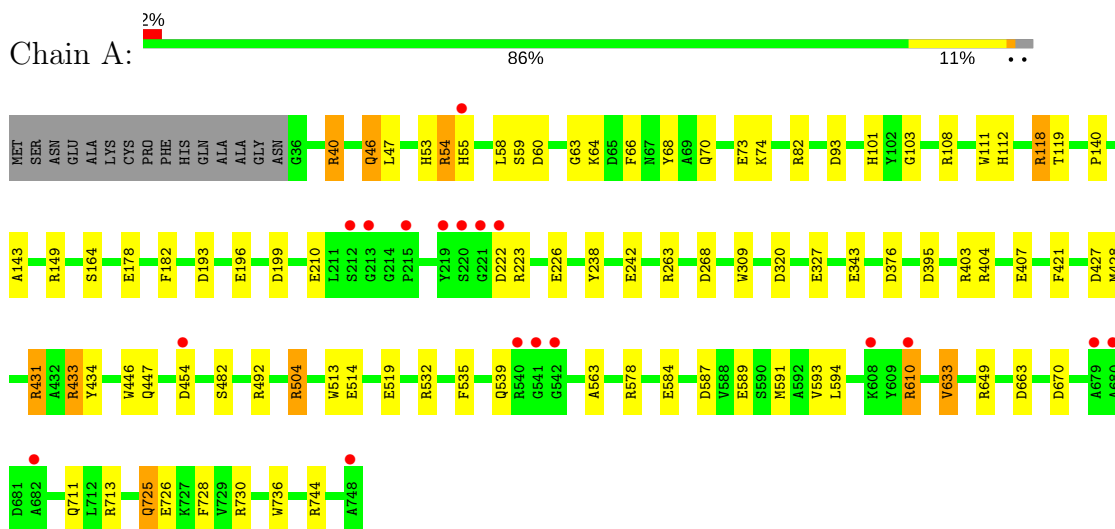 2%
Chain A:
86% 11% • •
MET SER ASN GLU ALA LYS CYS PRO PHE HIS GLN ALA ALA GLY ASN G36 R40 Q46 L47 H53 R54 H55 L58 S59 D60 G63 K64 D65 F66 N67 Y68 A69 Q70 E73 K74 R82 D93 H101 Y102 G103 R108 W111 H112 R118 T119 P140
A143 R149 S164 E178 F182 D193 E196 D199 E210 L211 S212 G213 G214 P215 Y219 S220 G221 D222 R223 E226 Y238 E242 R263 D268 W309 D320 E327 E343 D376 D395 R403 R404 E407 F421 D427 M428
R431 A432 R433 Y434 W446 Q447 D454 S482 R492 R504 W513 E514 E519 R532 F535 Q539 R540 G541 G542 A563 R578 E584 D587 V588 E589 S590 M591 A592 V593 L594 K608 Y609 R610 V633 R649 D663 D670 A679 A680
D681 A682 Q711 L712 R713 Q725 E726 K727 F728 V729 R730 W736 R744 A748